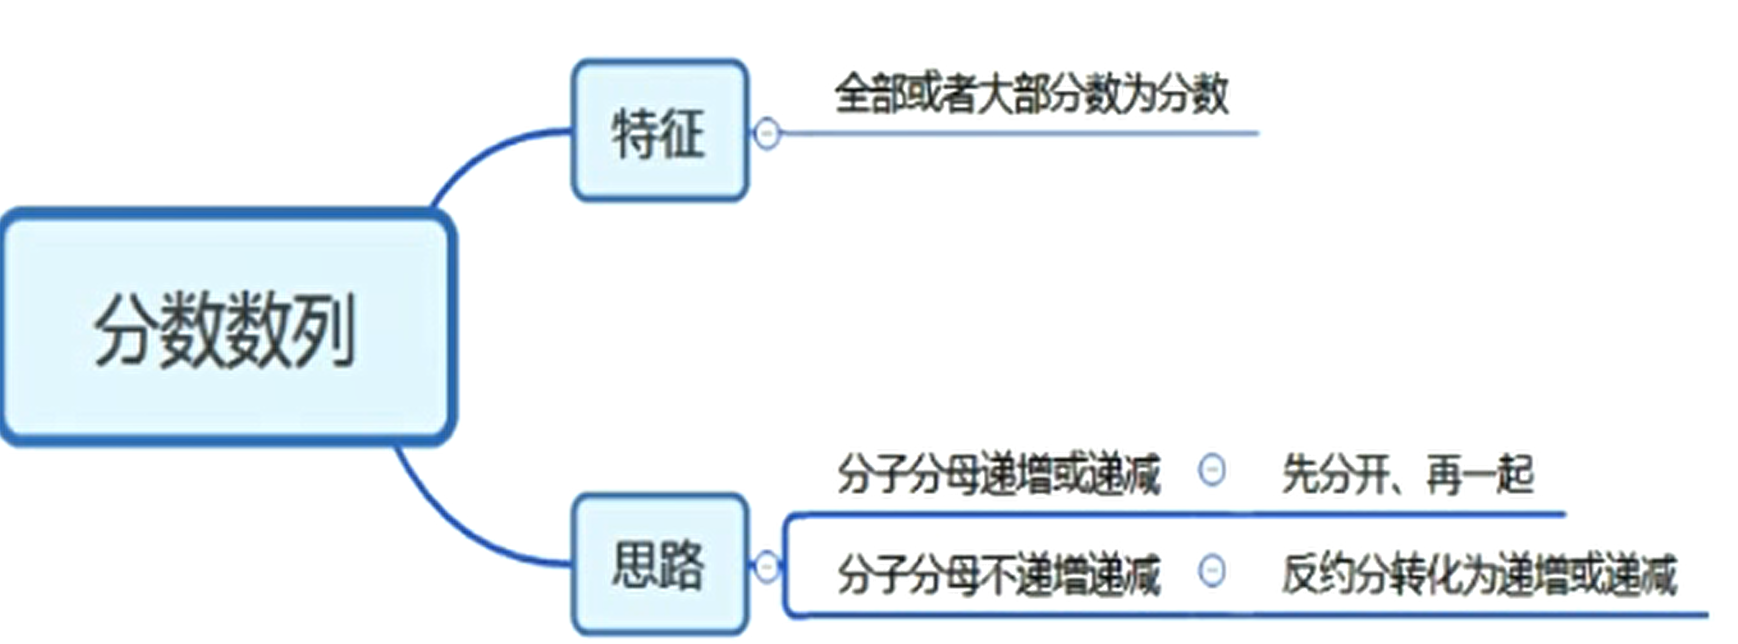 分数数列
特征
全部或者大部分数为分数
思路
分子分母递增或递减 先分开、再一起
分子分母不递增递减 反约分转化为递增或递减